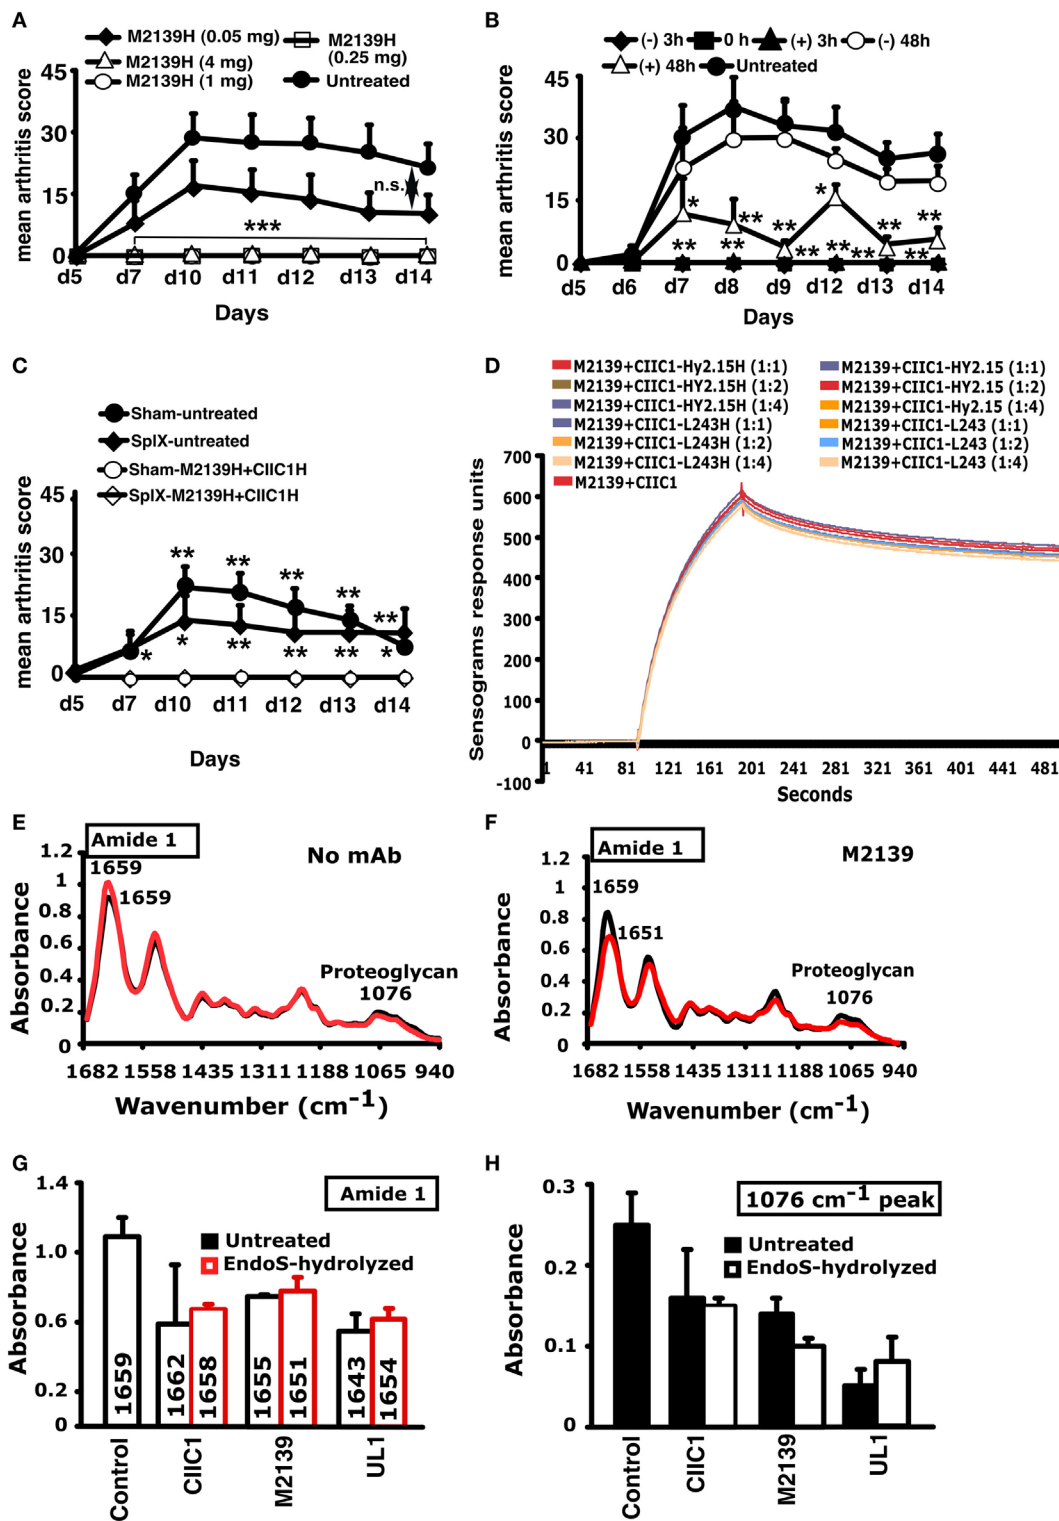 A
M2139H (0.05 mg)
M2139H (0.25 mg)
M2139H (4 mg)
M2139H (1 mg)
Untreated
mean arthritis score
45
30
15
0
n.s.
***
d5 d7 d10 d11 d12 d13 d14
Days
B
(-) 3h 0 h (+) 3h (-) 48h
(+) 48h Untreated
mean arthritis score
45
30
15
0
* ** ** * ** **
** ** ** ** ** **
d5 d6 d7 d8 d9 d12 d13 d14
Days
C
Sham-untreated
SplX-untreated
Sham-M2139H+CIIC1H
SplX-M2139H+CIIC1H
mean arthritis score
45
30
15
0
** ** ** ** **
* * ** ** ** *
d5 d7 d10 d11 d12 d13 d14
Days
D
M2139+CIIC1-Hy2.15H (1:1)
M2139+CIIC1-HY2.15H (1:2)
M2139+CIIC1-HY2.15H (1:4)
M2139+CIIC1-L243H (1:1)
M2139+CIIC1-L243H (1:2)
M2139+CIIC1-L243H (1:4)
M2139+CIIC1
M2139+CIIC1-HY2.15 (1:1)
M2139+CIIC1-HY2.15 (1:2)
M2139+CIIC1-Hy2.15 (1:4)
M2139+CIIC1-L243 (1:1)
M2139+CIIC1-L243 (1:2)
M2139+CIIC1-L243 (1:4)
Sensograms response units
700
600
500
400
300
200
100
0
-100
1 41 81 121 161 201 241 281 321 361 401 441 481
Seconds
E
Amide 1
No mAb
1659
1659
Proteoglycan
1076
Absorbance
1.2
1
0.8
0.6
0.4
0.2
0
1682 1558 1435 1311 1188 1065 940
Wavenumber (cm-1)
F
Amide 1
M2139
1659
1651
Proteoglycan
1076
Absorbance
1.2
1
0.8
0.6
0.4
0.2
0
1682 1558 1435 1311 1188 1065 940
Wavenumber (cm-1)
G
Amide 1
Untreated
EndoS-hydrolyzed
Absorbance
1.4
1.0
0.6
0.2
0
1659
1662
1658
1655
1651
1643
1654
Control
CIIC1
M2139
UL1
H
1076 cm-1 peak
Untreated
EndoS-hydrolyzed
Absorbance
0.3
0.2
0.1
0
Control
CIIC1
M2139
UL1